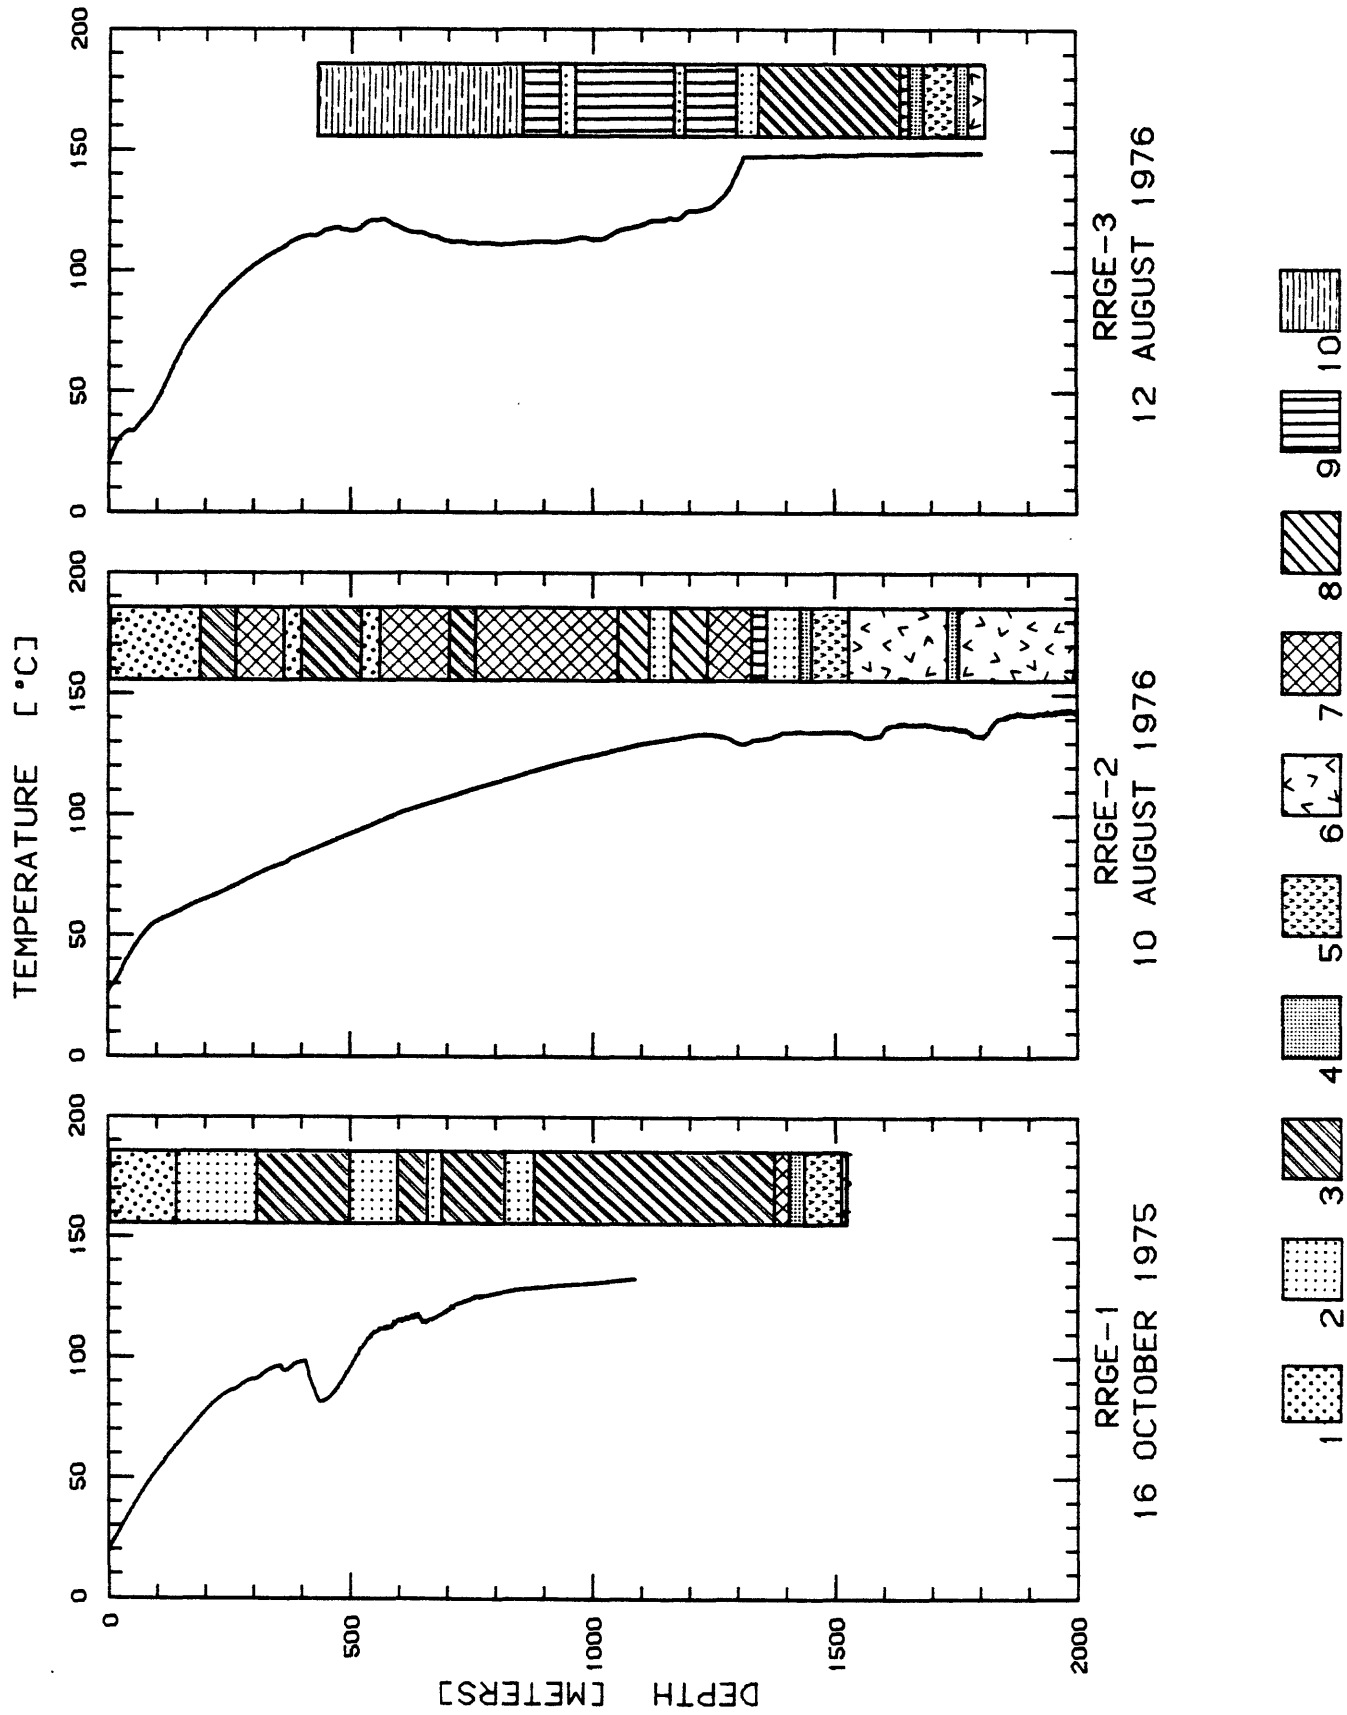 TEMPERATURE [°C]
0 50 100 150 200
0 50 100 150 200
0 50 100 150 200
DEPTH [METERS]
0
500
1000
1500
2000
RRGE-1
16 OCTOBER 1975
RRGE-2
10 AUGUST 1976
RRGE-3
12 AUGUST 1976
1 2 3 4 5 6 7 8 9 10